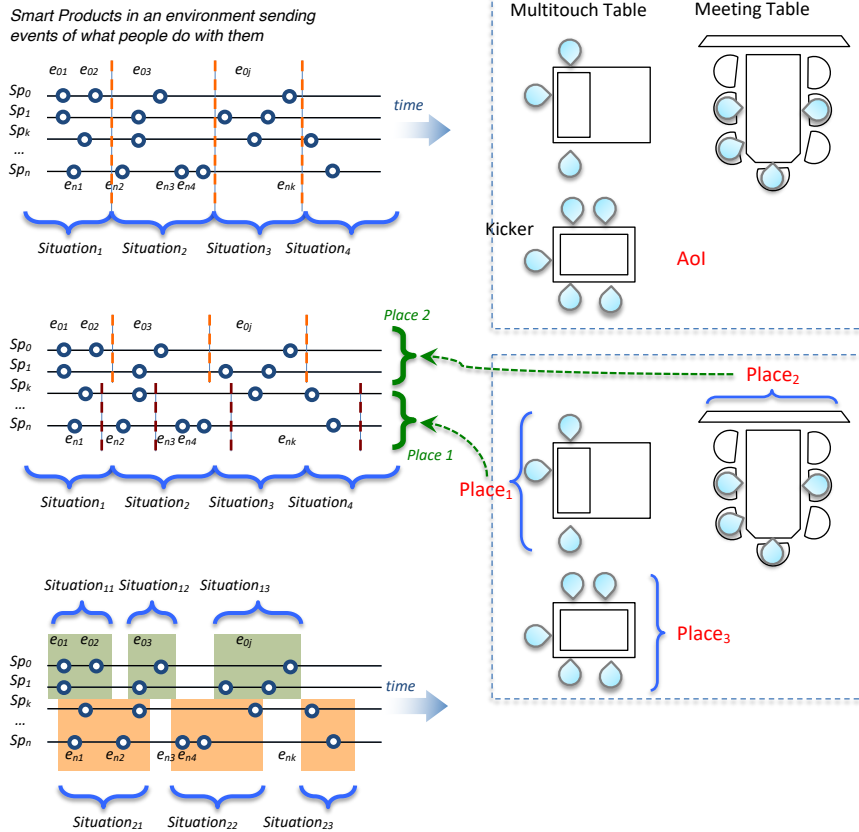 Smart Products in an environment sending
events of what people do with them
e01 e02 e03 e0j
Sp0
Sp1
Spk
...
Spn
en1 en2 en3 en4 enk
time
Situation1 Situation2 Situation3 Situation4
Multitouch Table Meeting Table
Kicker
AoI
e01 e02 e03 e0j
Place 2
Sp0
Sp1
Spk
...
Spn
en1 en2 en3 en4 enk
Place 1
Situation1 Situation2 Situation3 Situation4
Place2
Place1
Place3
Situation11 Situation12 Situation13
e01 e02 e03 e0j
Sp0
Sp1
Spk
...
Spn
en1 en2 en3 en4 enk
time
Situation21 Situation22 Situation23